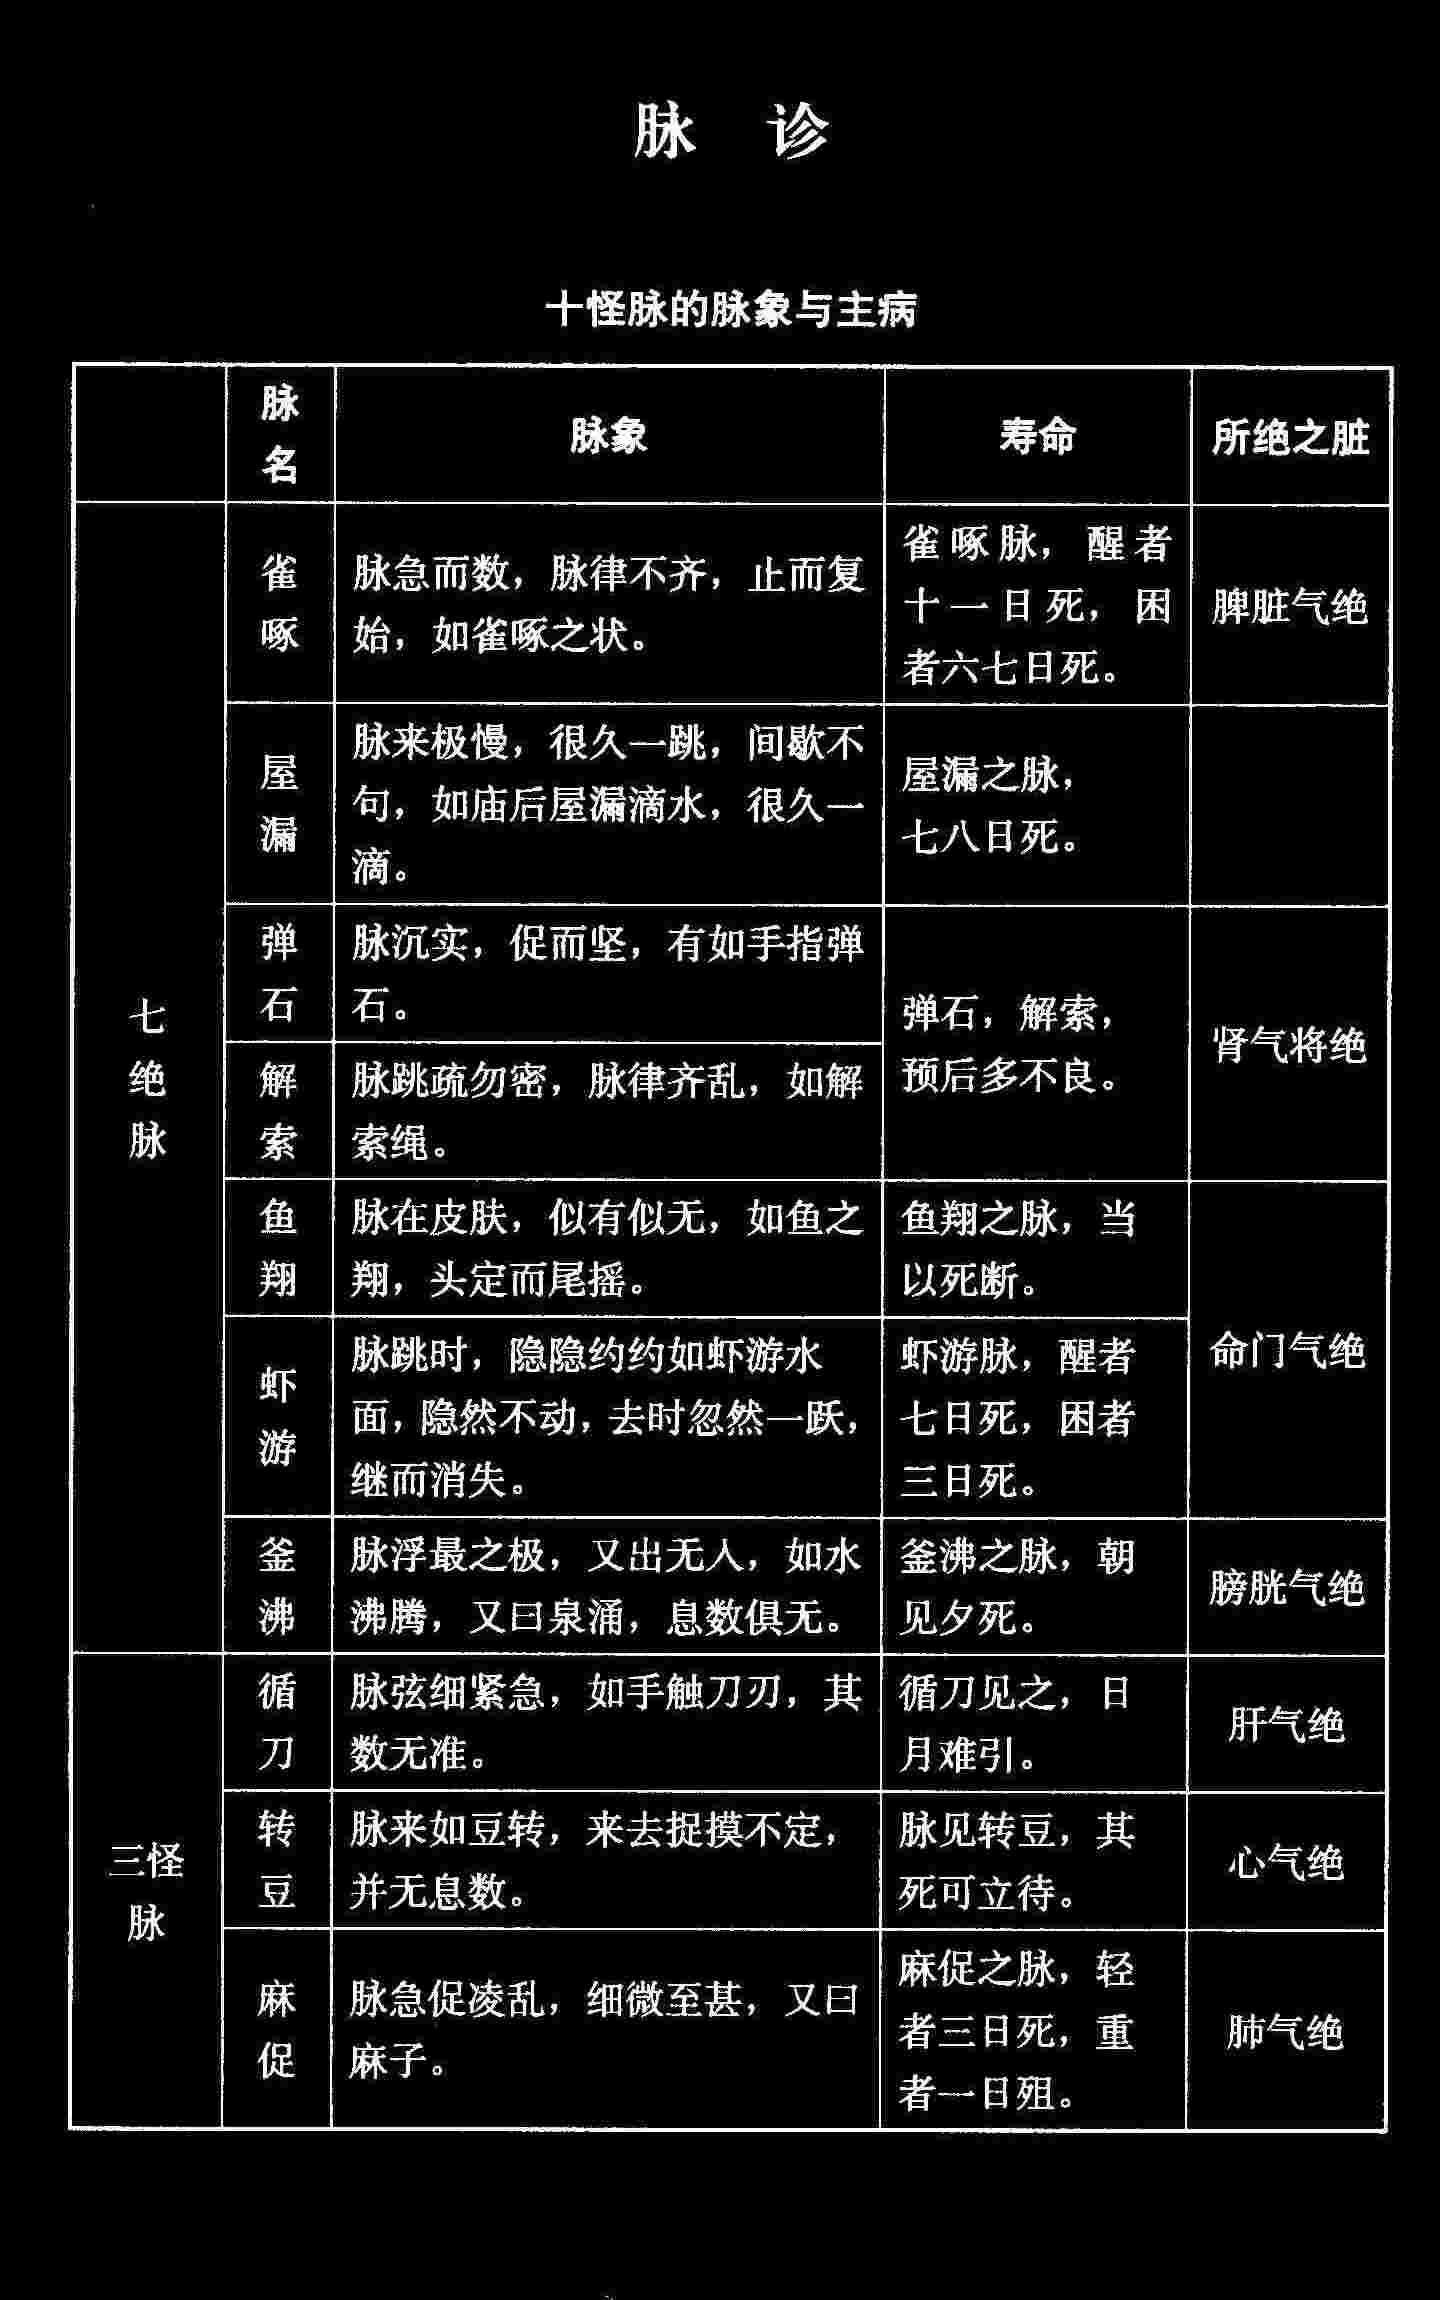 脉 诊
十怪脉的脉象与主病
脉
名
脉象
寿命
所绝之脏
七
绝
脉
雀
啄
脉急而数，脉律不齐，止而复
始，如雀啄之状。
雀啄脉，醒者
十一日死，困
者六七日死。
脾脏气绝
屋
漏
脉来极慢，很久一跳，间歇不
句，如庙后屋漏滴水，很久一
滴。
屋漏之脉，
七八日死。
弹
石
脉沉实，促而坚，有如手指弹
石。
弹石，解索，
预后多不良。
肾气将绝
解
索
脉跳疏勿密，脉律齐乱，如解
索绳。
鱼
翔
脉在皮肤，似有似无，如鱼之
翔，头定而尾摇。
鱼翔之脉，当
以死断。
命门气绝
虾
游
脉跳时，隐隐约约如虾游水
面，隐然不动，去时忽然一跃，
继而消失。
虾游脉，醒者
七日死，困者
三日死。
釜
沸
脉浮最之极，又出无人，如水
沸腾，又曰泉涌，息数俱无。
釜沸之脉，朝
见夕死。
膀胱气绝
三怪
脉
循
刀
脉弦细紧急，如手触刀刃，其
数无准。
循刀见之，日
月难引。
肝气绝
转
豆
脉来如豆转，来去捉摸不定，
并无息数。
脉见转豆，其
死可立待。
心气绝
麻
促
脉急促凌乱，细微至甚，又曰
麻子。
麻促之脉，轻
者三日死，重
者一日殂。
肺气绝